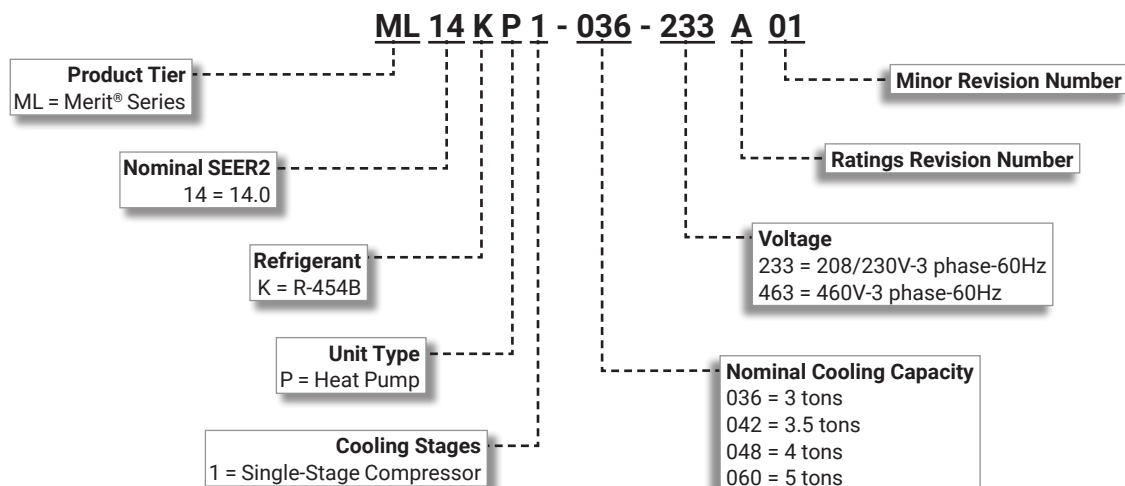 ML 14 K P 1 - 036 - 233 A 01
Product Tier
ML = Merit® Series
Minor Revision Number
Nominal SEER2
14 = 14.0
Ratings Revision Number
Refrigerant
K = R-454B
Voltage
233 = 208/230V-3 phase-60Hz
463 = 460V-3 phase-60Hz
Unit Type
P = Heat Pump
Nominal Cooling Capacity
036 = 3 tons
042 = 3.5 tons
048 = 4 tons
060 = 5 tons
Cooling Stages
1 = Single-Stage Compressor